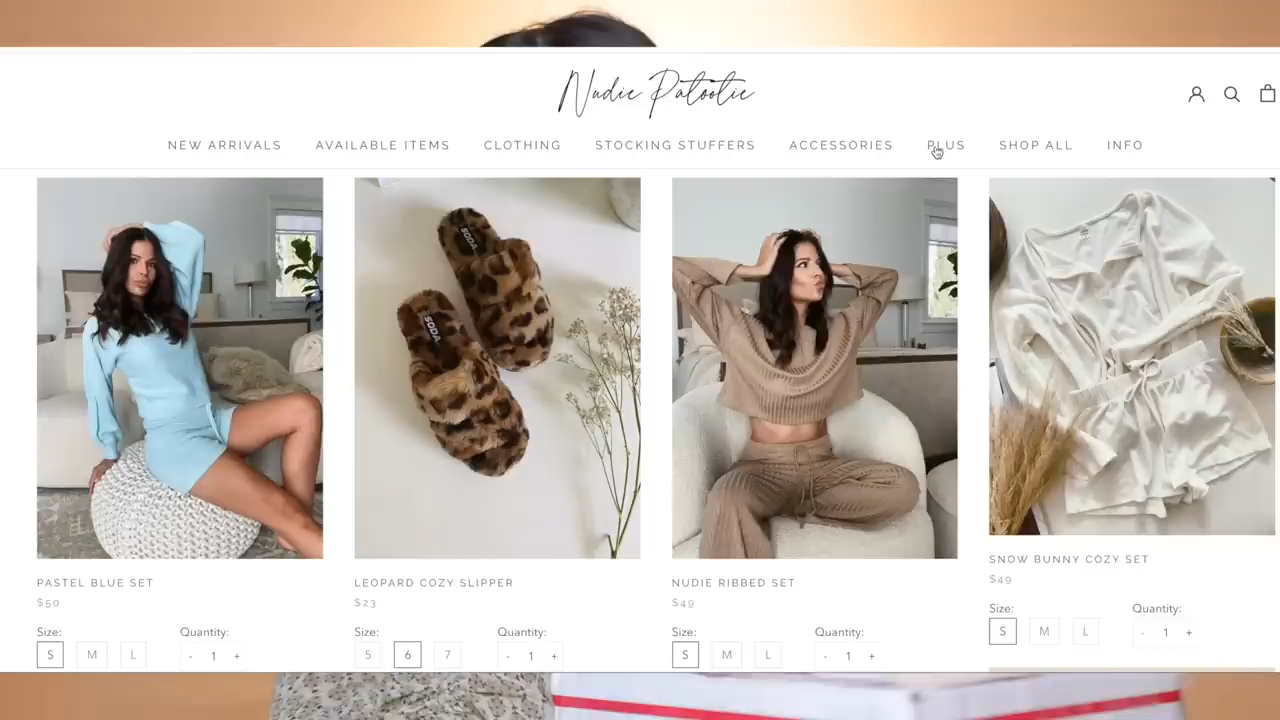 Nudie Patootie
NEW ARRIVALS AVAILABLE ITEMS CLOTHING STOCKING STUFFERS ACCESSORIES PLUS SHOP ALL INFO
SODA
SODA
PASTEL BLUE SET
$50
Size: Quantity:
S M L - 1 +
LEOPARD COZY SLIPPER
$23
Size: Quantity:
5 6 7 - 1 +
NUDIE RIBBED SET
$49
Size: Quantity:
S M L - 1 +
SNOW BUNNY COZY SET
$49
Size: Quantity:
S M L - 1 +